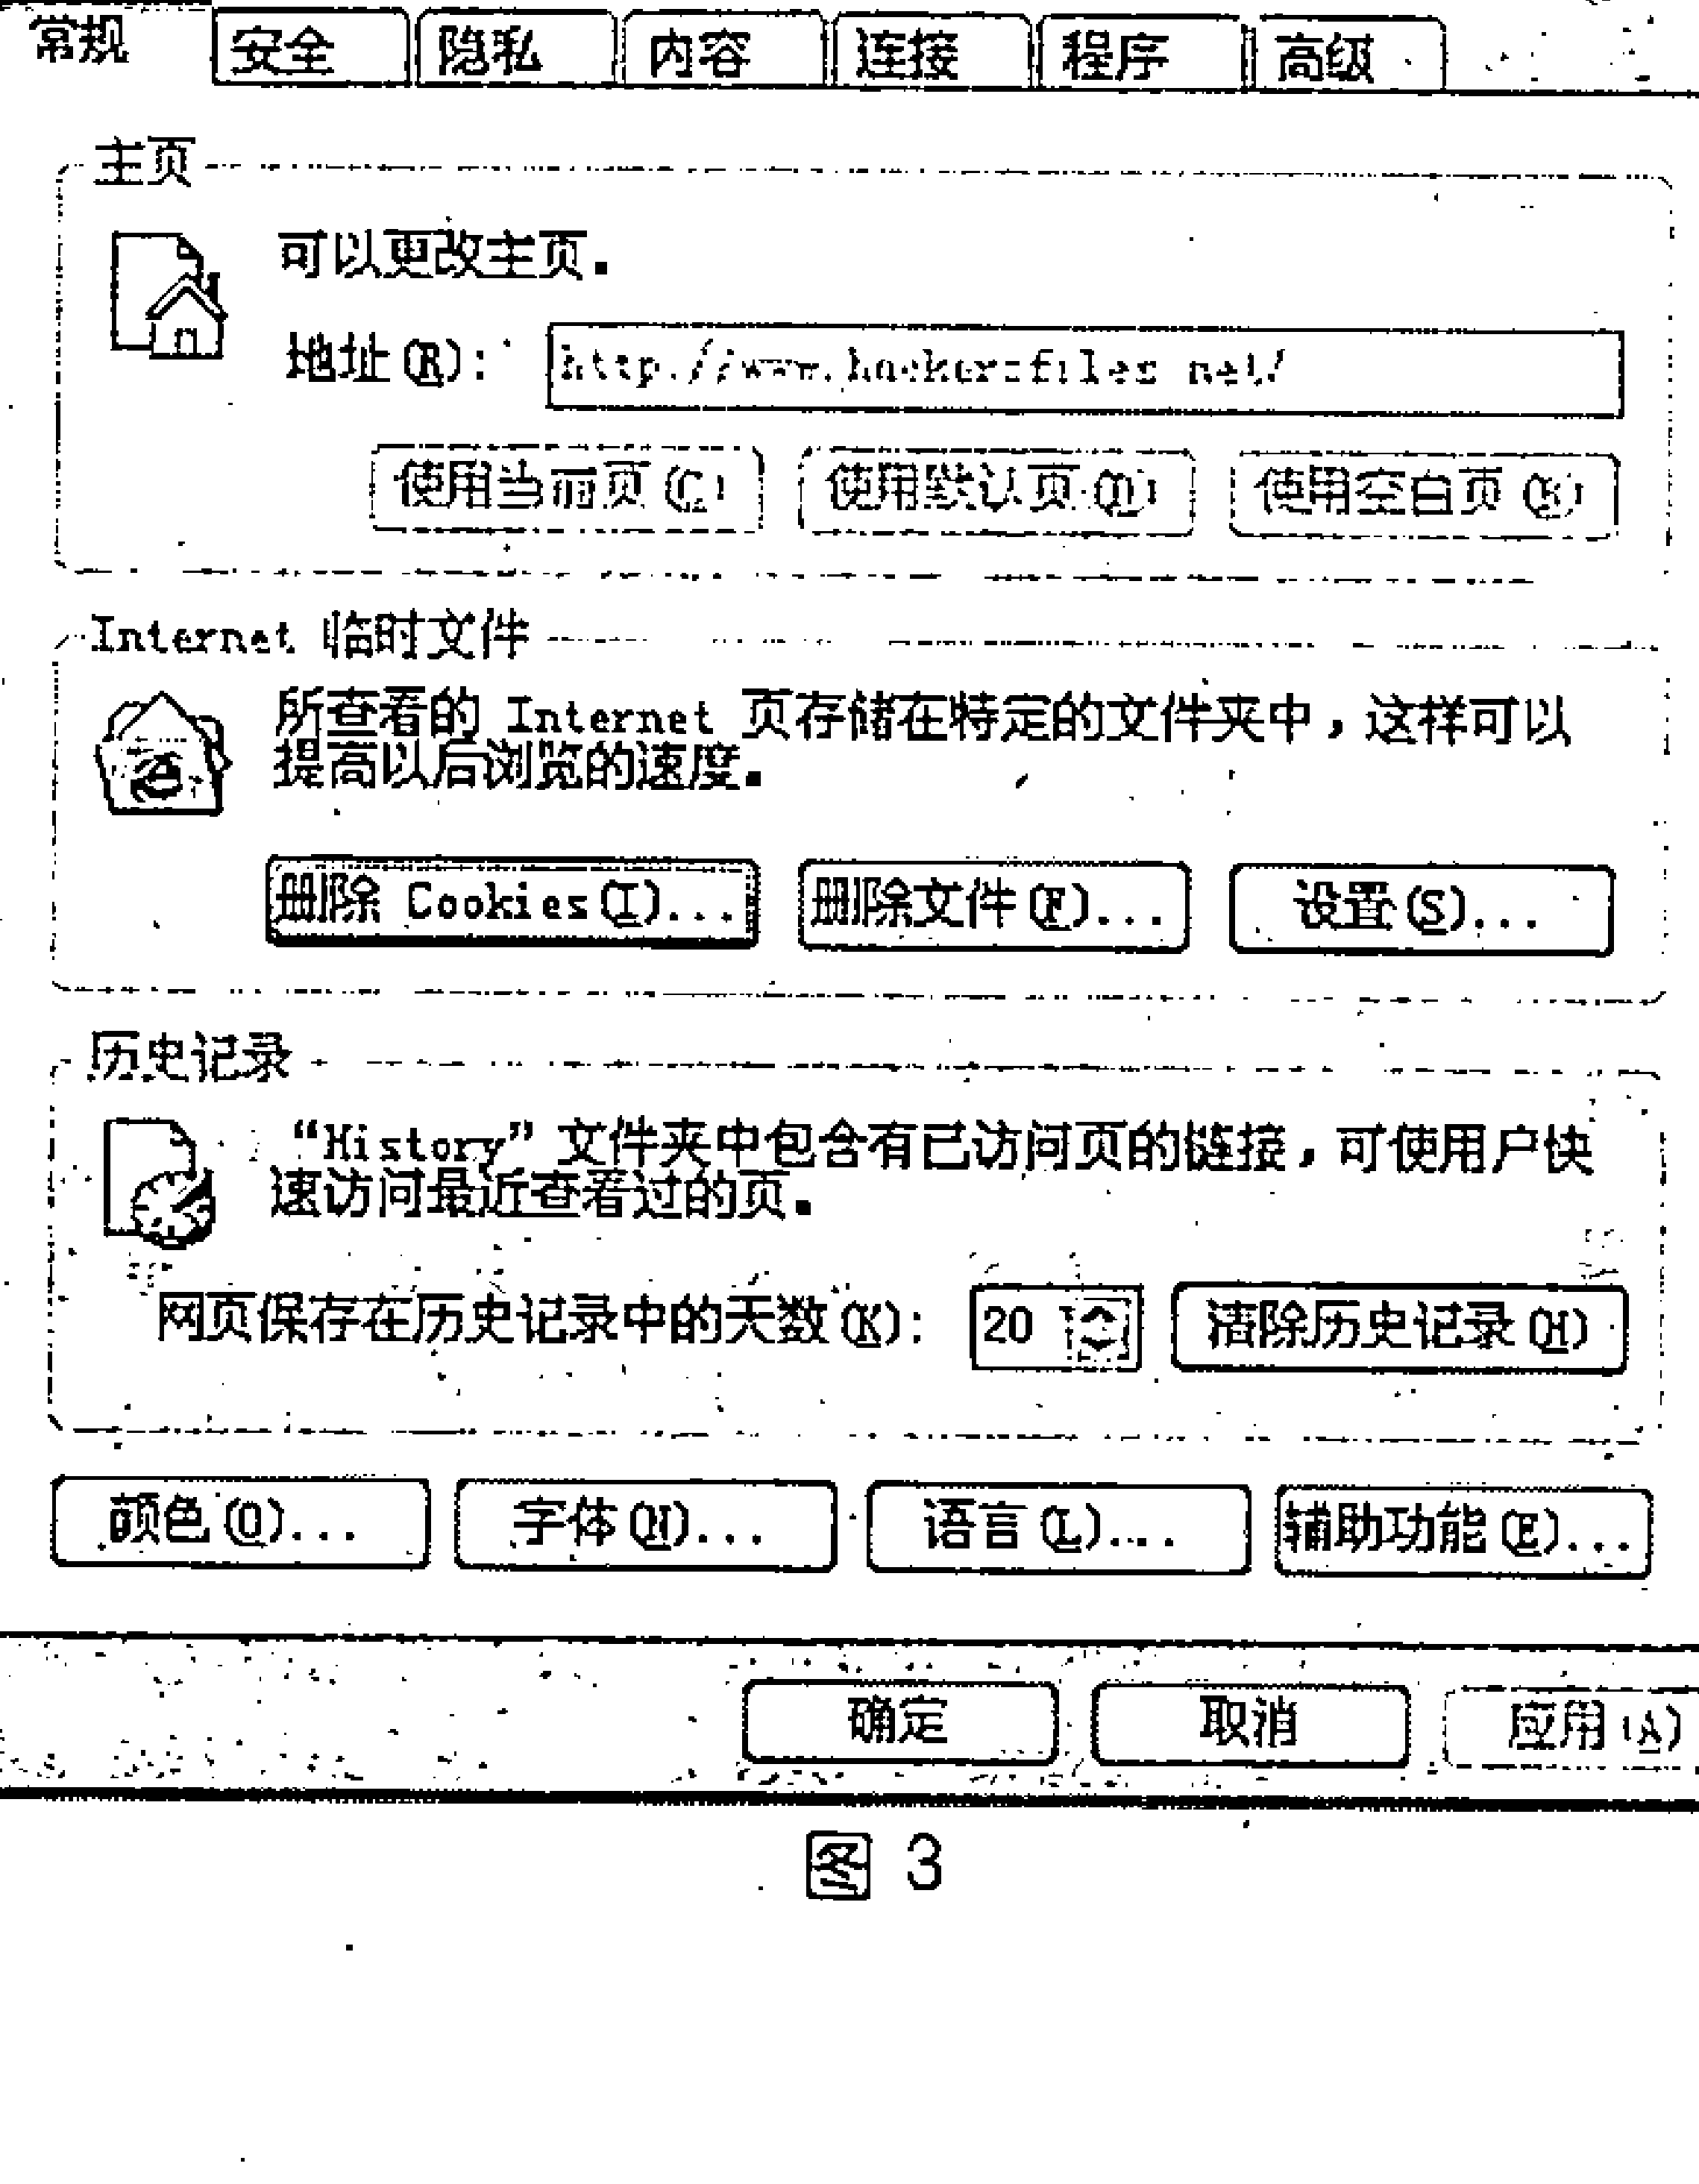 常规 安全 隐私 内容 连接 程序 高级
主页
可以更改主页。
地址(R):
使用当前页(C) 使用默认页(D) 使用空白页(B)
Internet 临时文件
所查看的 Internet 页存储在特定的文件夹中，这样可以
提高以后浏览的速度。
删除 Cookies(I)... 删除文件(F)... 设置(S)...
历史记录
“History” 文件夹中包含有已访问页的链接，可使用户快
速访问最近查看过的页。
网页保存在历史记录中的天数(K): 20 清除历史记录(H)
颜色(O)... 字体(N)... 语言(L)... 辅助功能(E)...
确定 取消 应用(A)
图 3